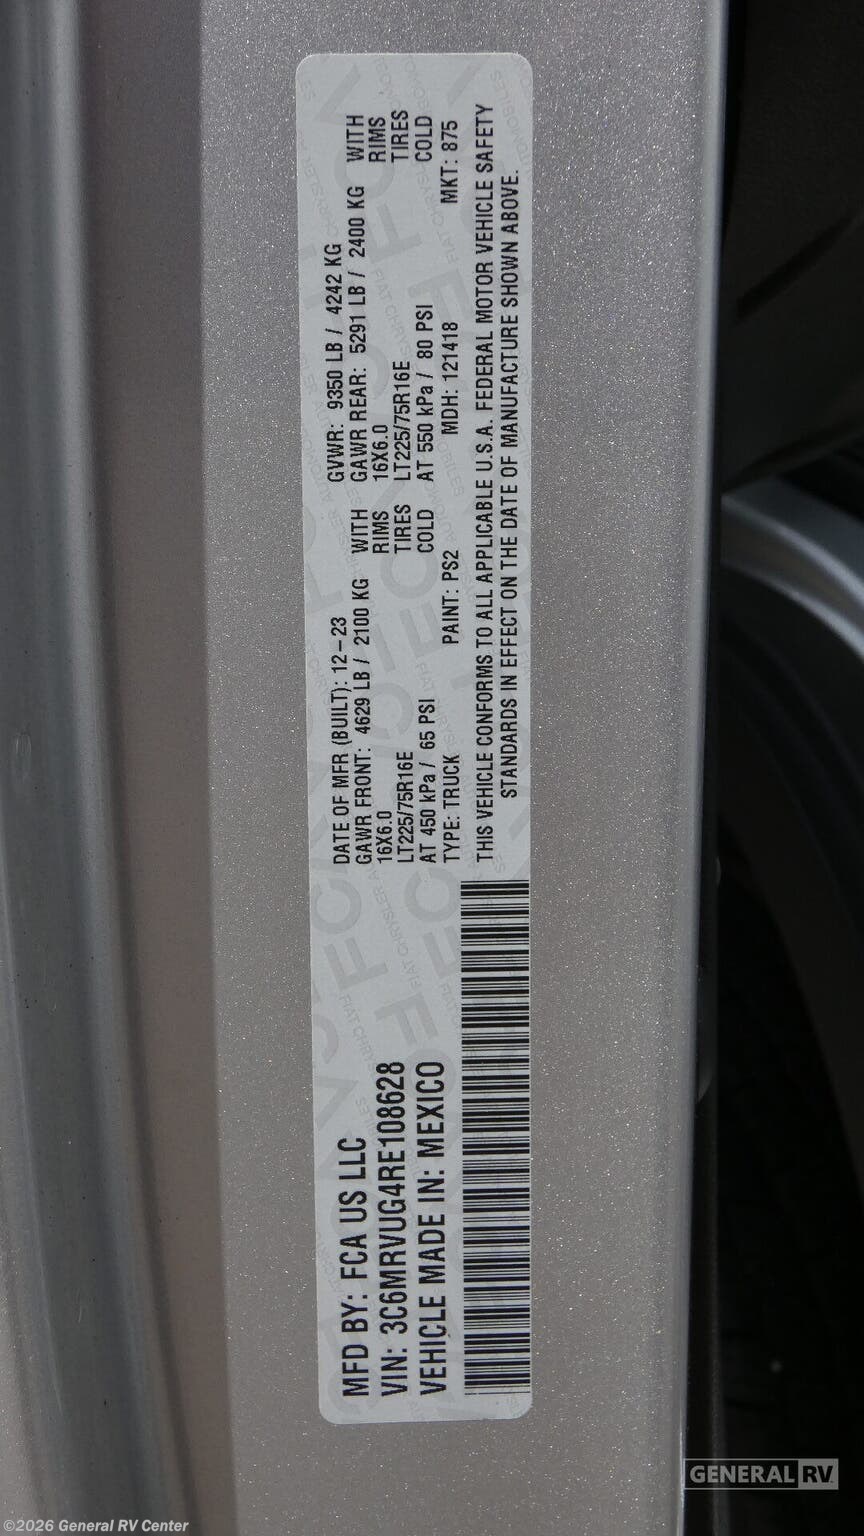 MFD BY: FCA US LLC
VIN: 3C6MRVUG4RE108628
VEHICLE MADE IN: MEXICO
DATE OF MFR (BUILT): 12-23 GVWR: 9350 LB / 4242 KG
GAWR FRONT: 4629 LB / 2100 KG WITH GAWR REAR: 5291 LB / 2400 KG WITH
16X6.0 RIMS 16X6.0 RIMS
LT225/75R16E TIRES LT225/75R16E TIRES
AT 450 kPa / 65 PSI COLD AT 550 kPa / 80 PSI COLD
TYPE: TRUCK PAINT: PS2 MDH: 121418 MKT: 875
THIS VEHICLE CONFORMS TO ALL APPLICABLE U.S.A. FEDERAL MOTOR VEHICLE SAFETY
STANDARDS IN EFFECT ON THE DATE OF MANUFACTURE SHOWN ABOVE.
GENERAL RV
©2026 General RV Center